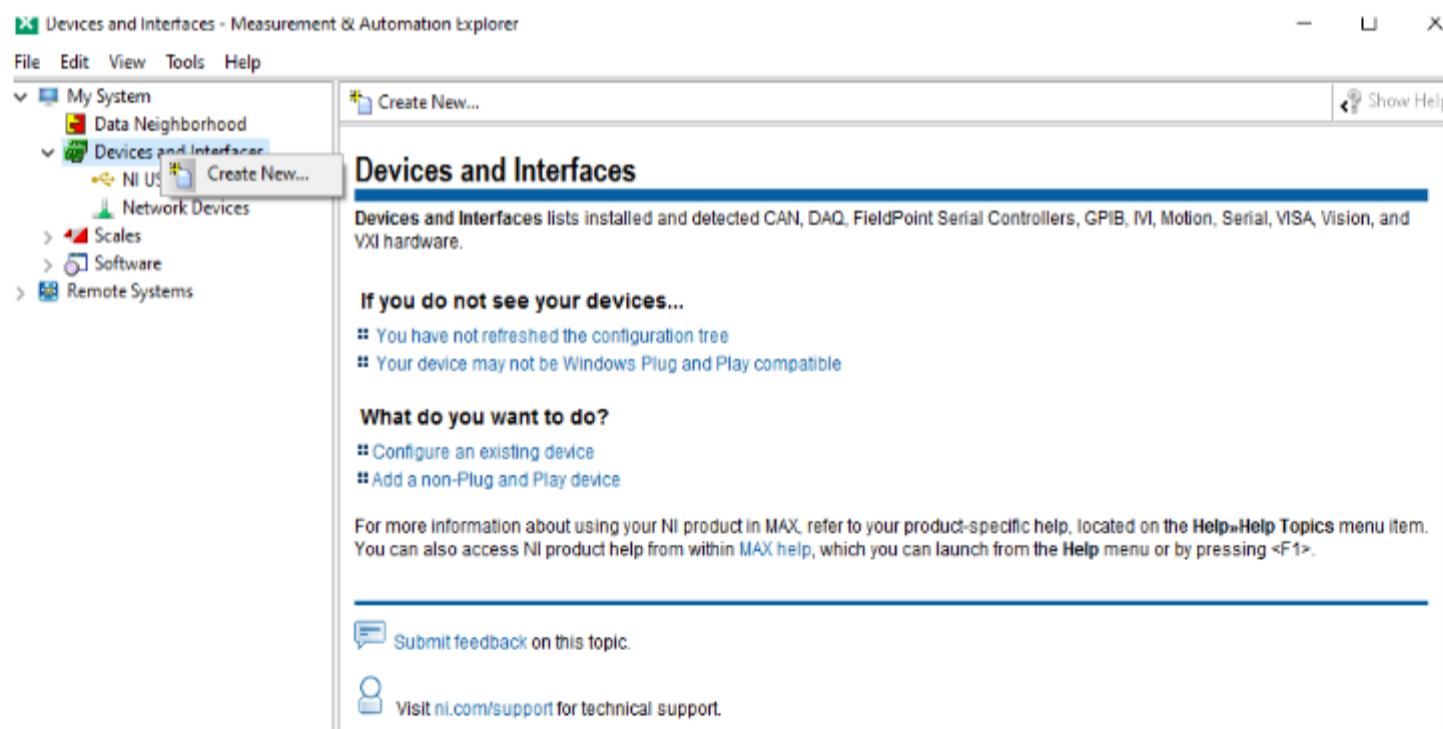 Devices and Interfaces - Measurement & Automation Explorer
File Edit View Tools Help
My System
Data Neighborhood
Devices and Interfaces
Create New...
NI US
Network Devices
Scales
Software
Remote Systems
Create New...
Show Help
Devices and Interfaces
Devices and Interfaces lists installed and detected CAN, DAQ, FieldPoint Serial Controllers, GPIB, IVI, Motion, Serial, VISA, Vision, and
VXI hardware.
If you do not see your devices...
You have not refreshed the configuration tree
Your device may not be Windows Plug and Play compatible
What do you want to do?
Configure an existing device
Add a non-Plug and Play device
For more information about using your NI product in MAX, refer to your product-specific help, located on the Help»Help Topics menu item.
You can also access NI product help from within MAX help, which you can launch from the Help menu or by pressing <F1>.
Submit feedback on this topic.
Visit ni.com/support for technical support.